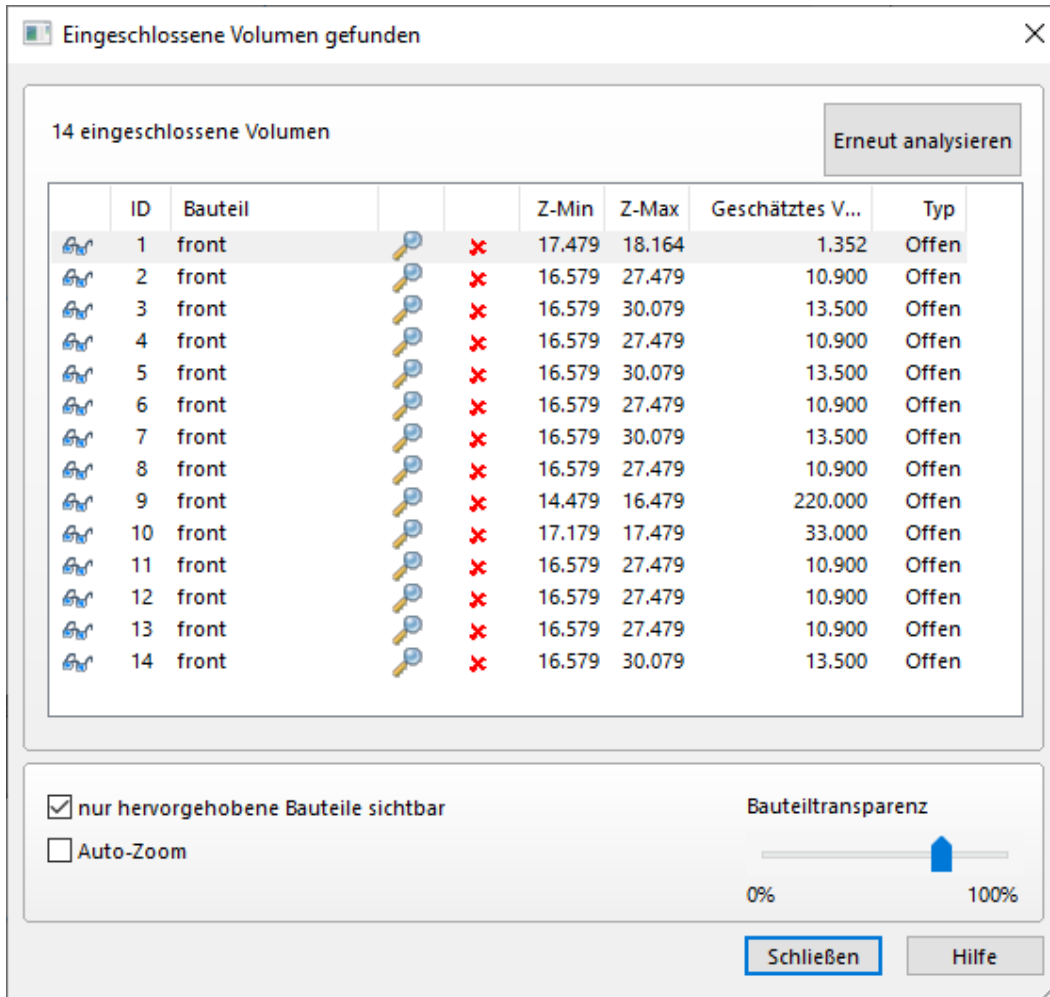 Eingeschlossene Volumen gefunden
14 eingeschlossene Volumen
Erneut analysieren
ID Bauteil Z-Min Z-Max Geschätztes V... Typ
1 front 17.479 18.164 1.352 Offen
2 front 16.579 27.479 10.900 Offen
3 front 16.579 30.079 13.500 Offen
4 front 16.579 27.479 10.900 Offen
5 front 16.579 30.079 13.500 Offen
6 front 16.579 27.479 10.900 Offen
7 front 16.579 30.079 13.500 Offen
8 front 16.579 27.479 10.900 Offen
9 front 14.479 16.479 220.000 Offen
10 front 17.179 17.479 33.000 Offen
11 front 16.579 27.479 10.900 Offen
12 front 16.579 27.479 10.900 Offen
13 front 16.579 27.479 10.900 Offen
14 front 16.579 30.079 13.500 Offen
nur hervorgehobene Bauteile sichtbar
Auto-Zoom
Bauteiltransparenz
0% 100%
Schließen Hilfe